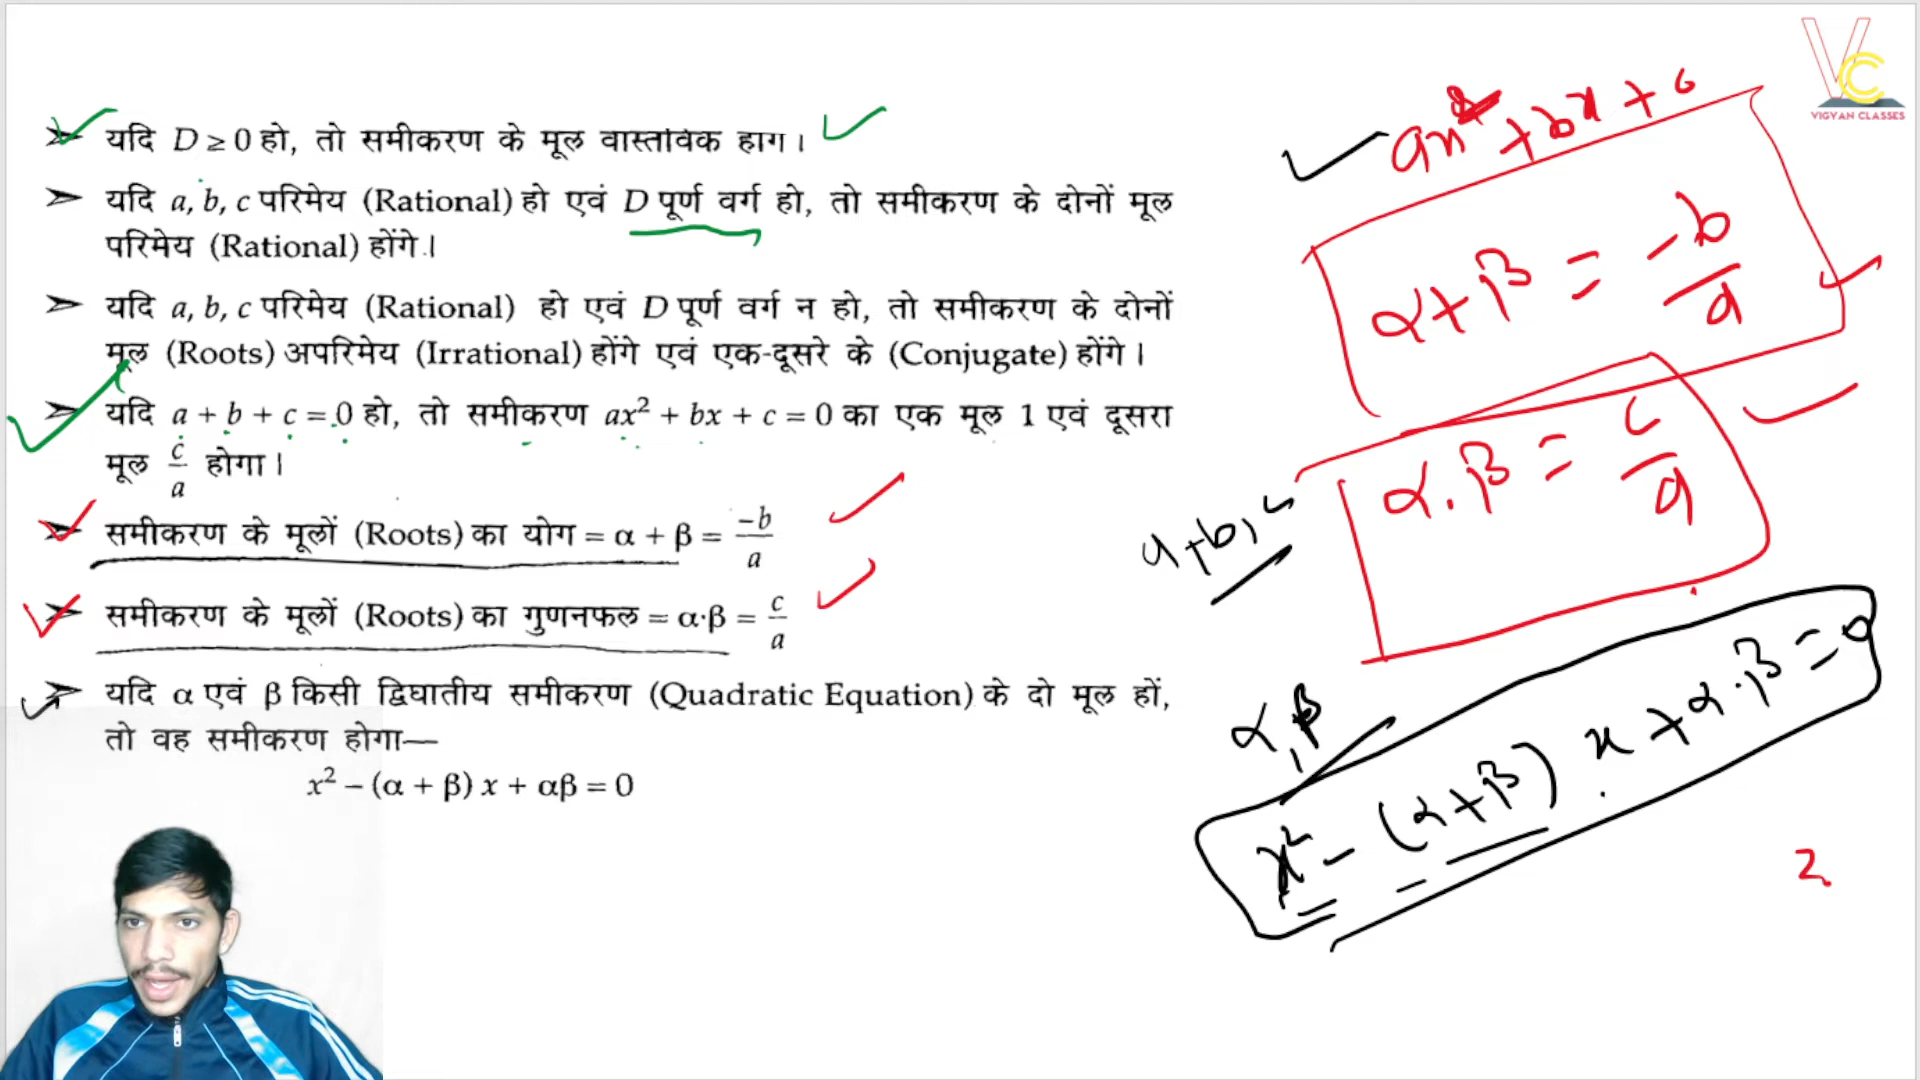 यदि D ≥ 0 हो, तो समीकरण के मूल वास्तविक हाग।
यदि a, b, c परिमेय (Rational) हो एवं D पूर्ण वर्ग हो, तो समीकरण के दोनों मूल
परिमेय (Rational) होंगे।
यदि a, b, c परिमेय (Rational) हो एवं D पूर्ण वर्ग न हो, तो समीकरण के दोनों
मूल (Roots) अपरिमेय (Irrational) होंगे एवं एक-दूसरे के (Conjugate) होंगे।
यदि a + b + c = 0 हो, तो समीकरण ax² + bx + c = 0 का एक मूल 1 एवं दूसरा
मूल c/a होगा।
समीकरण के मूलों (Roots) का योग = α + β = -b/a
समीकरण के मूलों (Roots) का गुणनफल = α·β = c/a
यदि α एवं β किसी द्विघातीय समीकरण (Quadratic Equation) के दो मूल हों,
तो वह समीकरण होगा—
x² – (α + β) x + αβ = 0
VC
VIGYAN CLASSES
ax² + bx + c
α+β = -b/a
α.β = c/a
α,β
x² - (α+β) x + α.β = 0
2